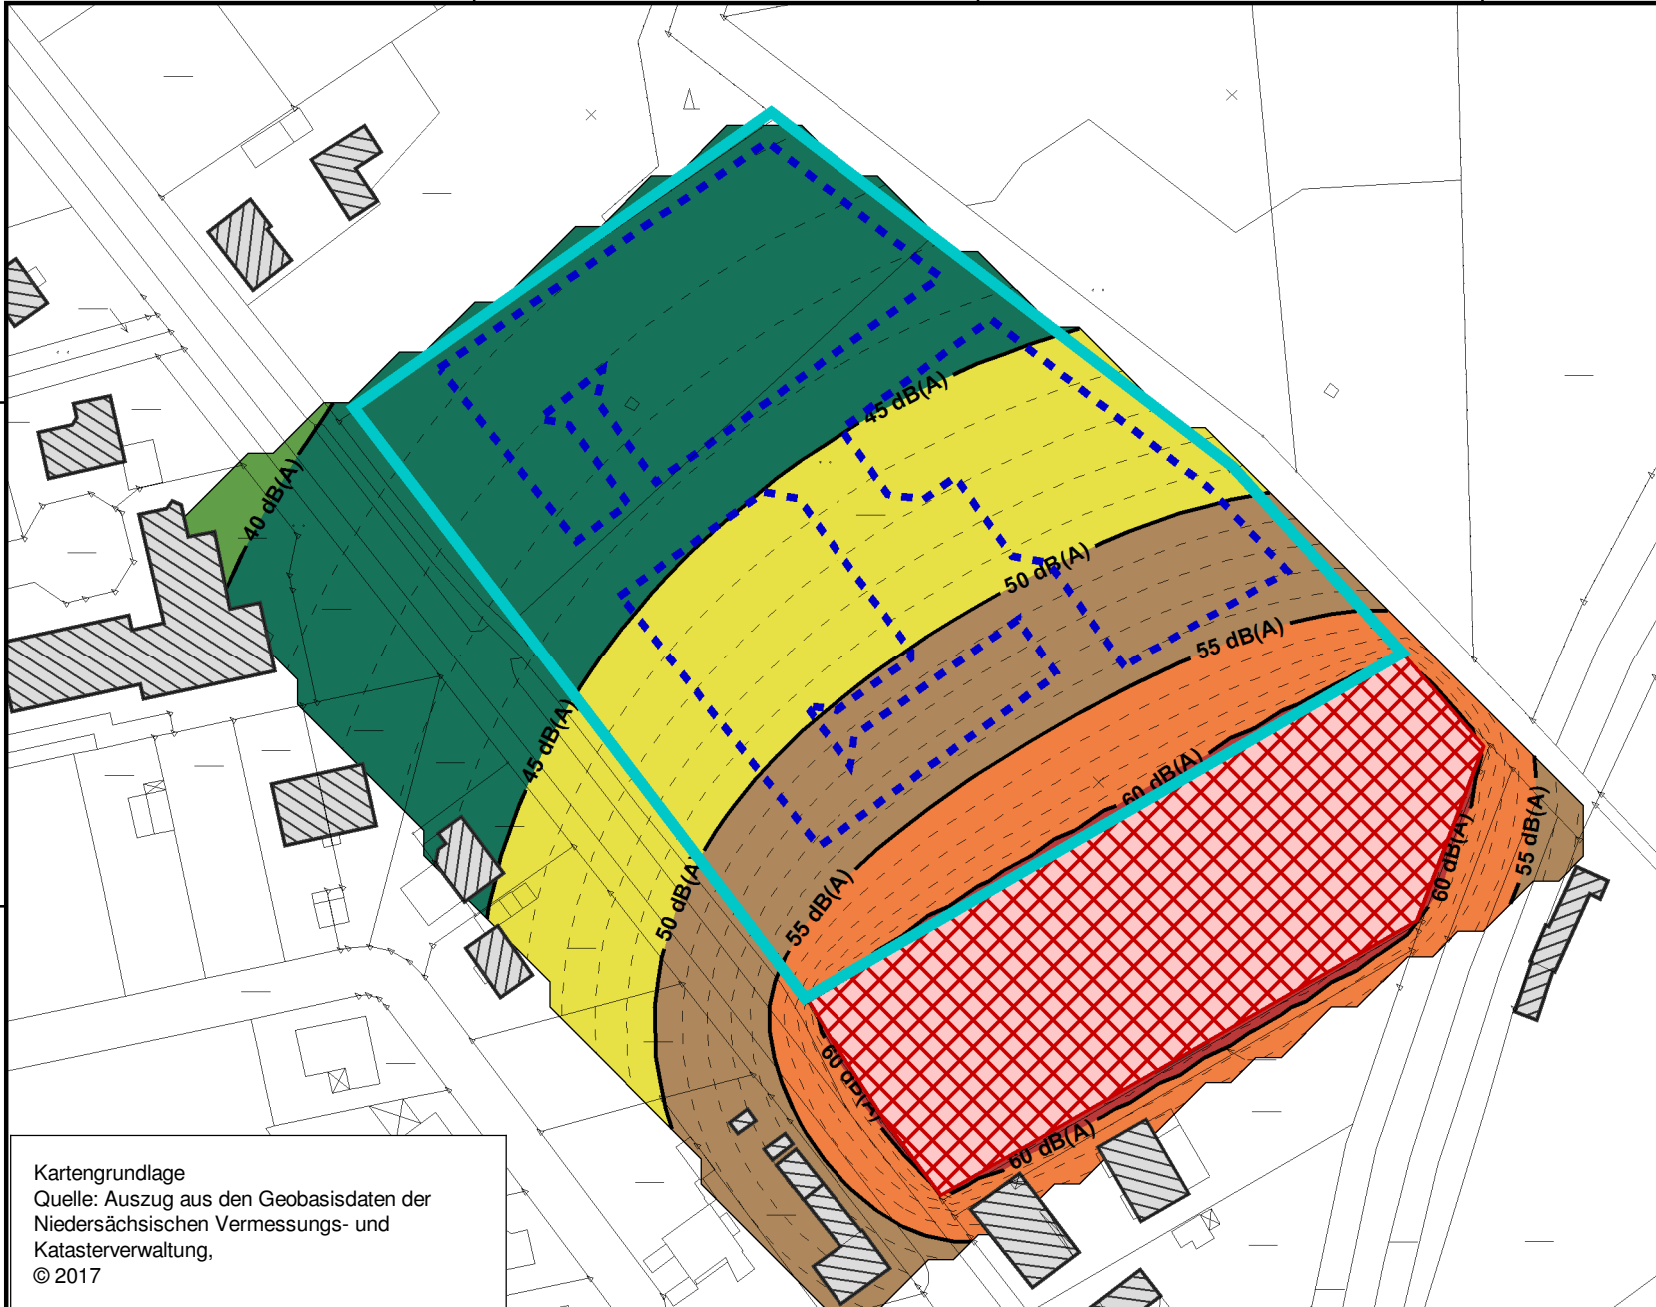 45 dB(A)
40 dB(A)
50 dB(A)
55 dB(A)
45 dB(A)
60 dB(A)
55 dB(A)
60 dB(A)
50 dB(A)
55 dB(A)
60 dB(A)
60 dB(A)
Kartengrundlage
Quelle: Auszug aus den Geobasisdaten der
Niedersächsischen Vermessungs- und
Katasterverwaltung,
© 2017